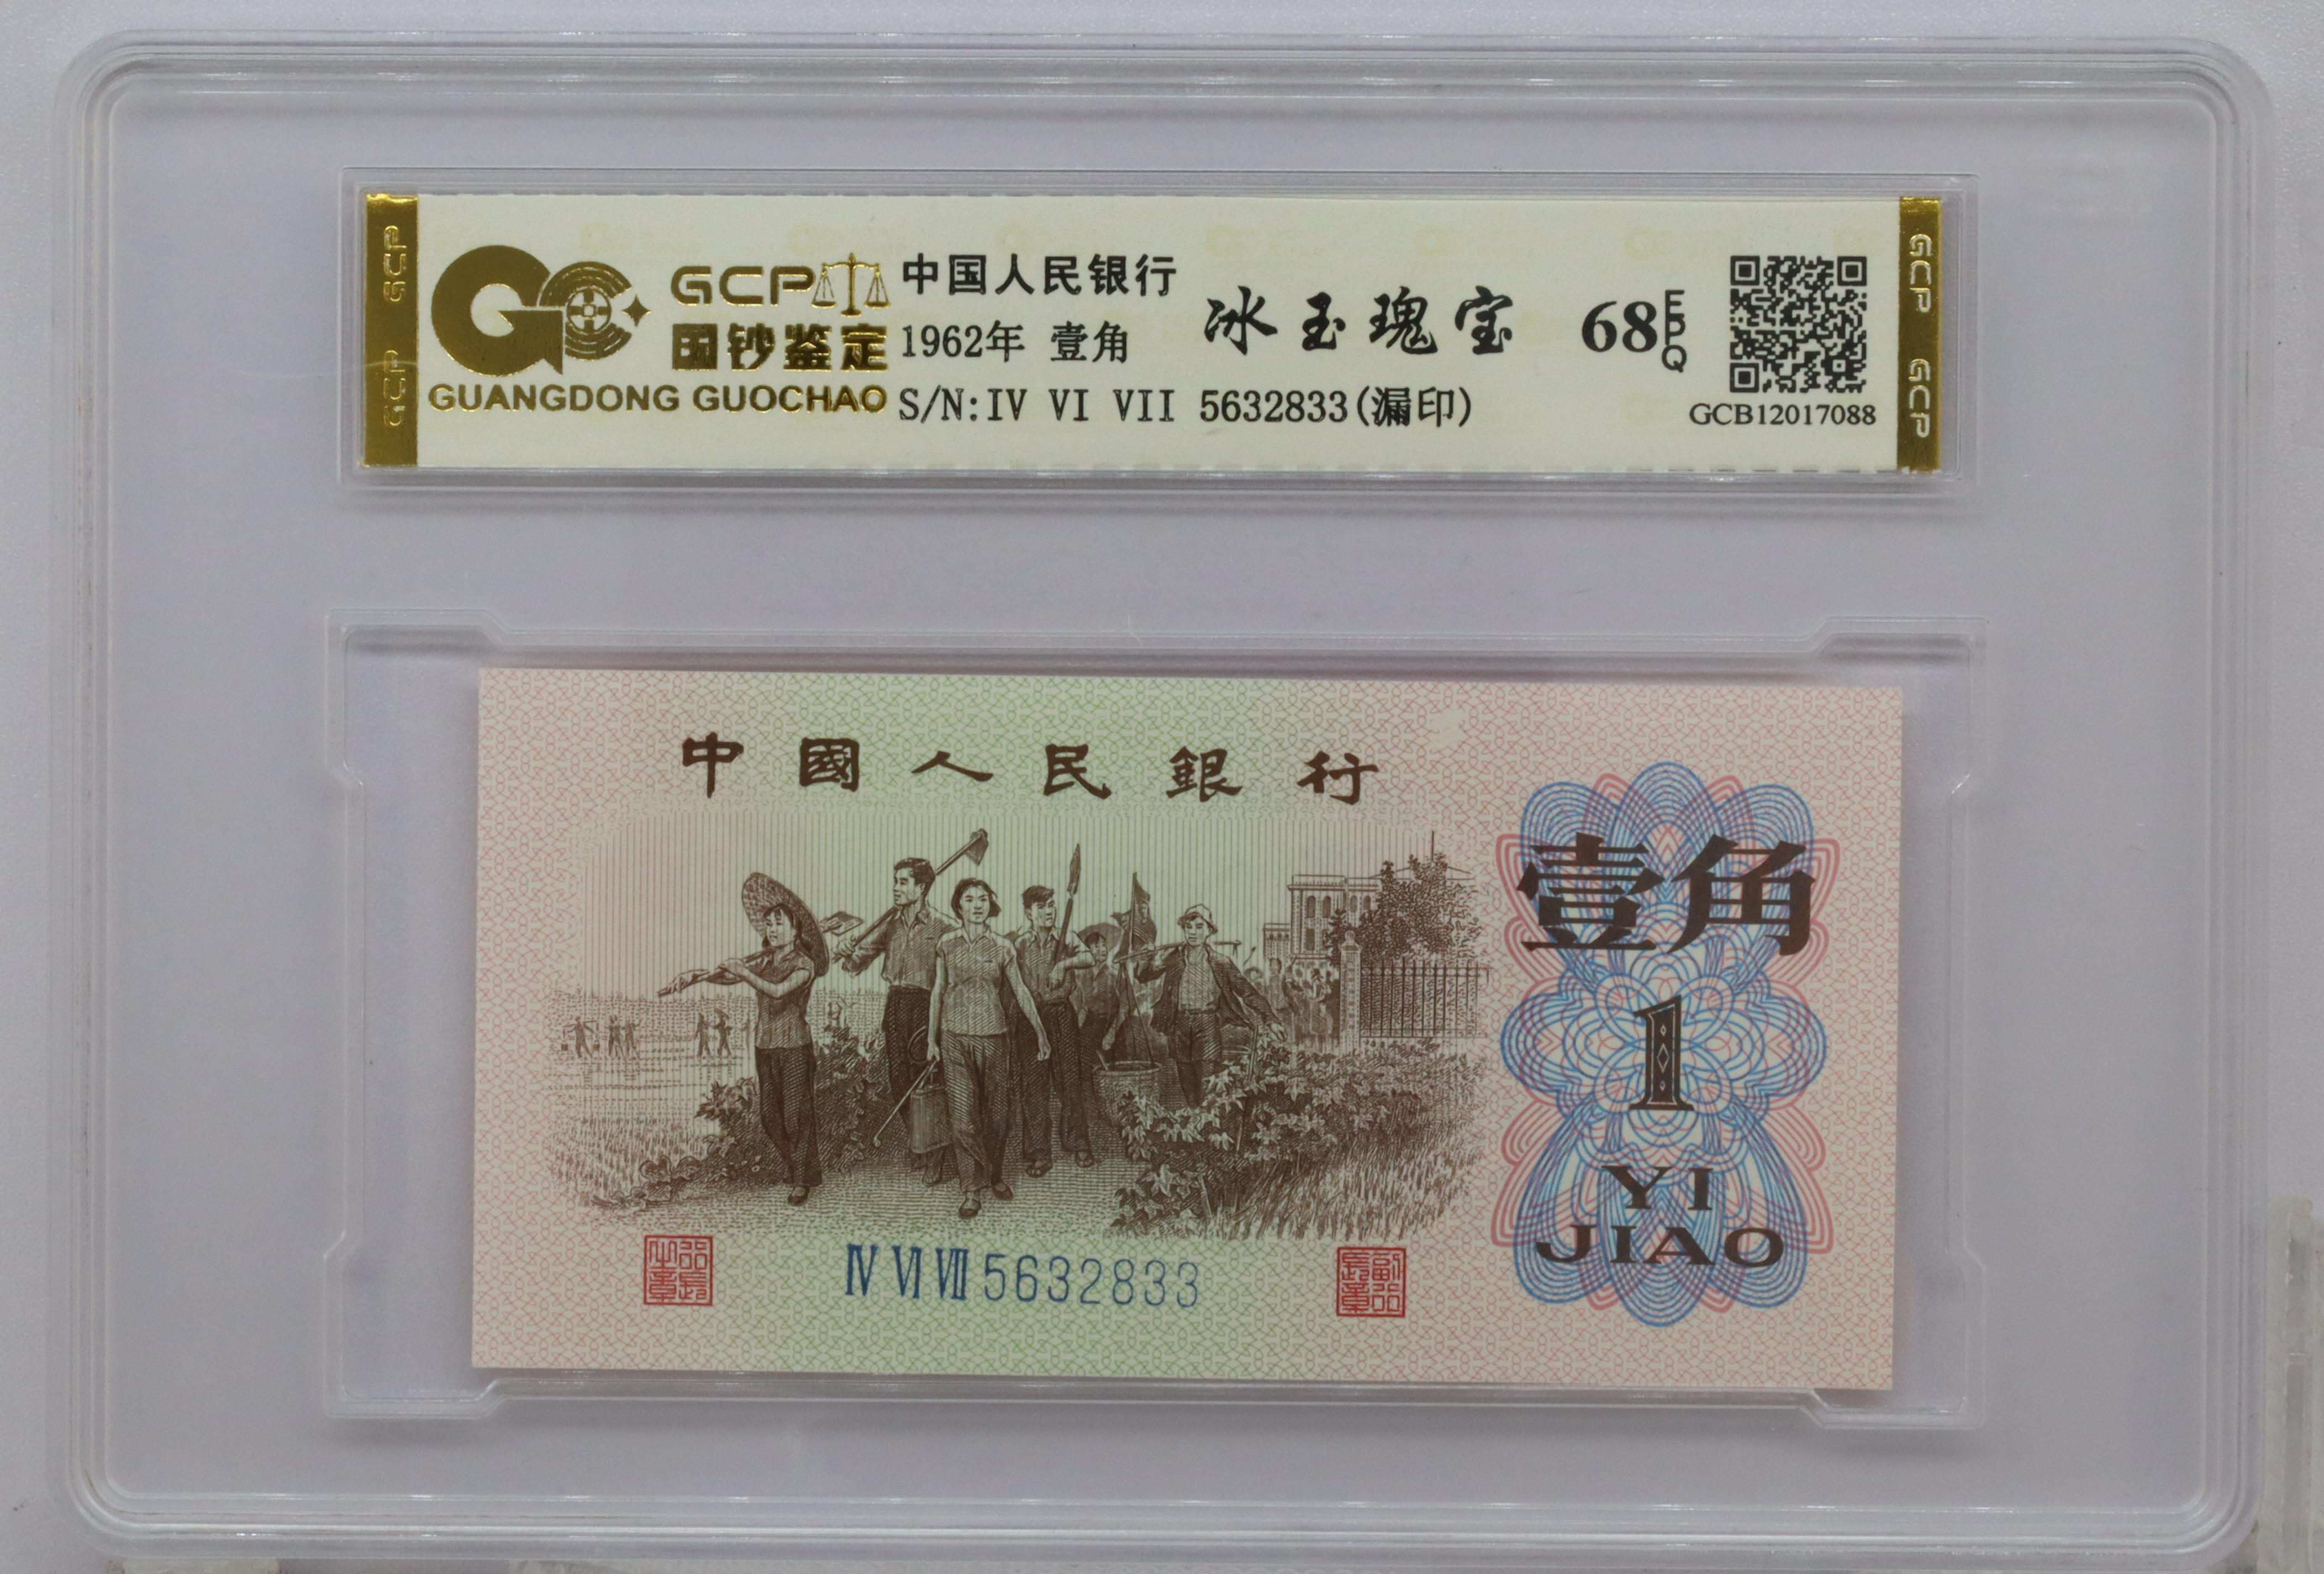 GCP GCP
GCP
国钞鉴定
GUANGDONG GUOCHAO
中国人民银行
1962年 壹角
S/N:IV VI VII 5632833(漏印)
冰玉瑰宝
68 EPQ
GCB12017088
GCP GCP
中國人民銀行
壹角
1
YI
JIAO
Ⅳ Ⅵ Ⅶ 5632833